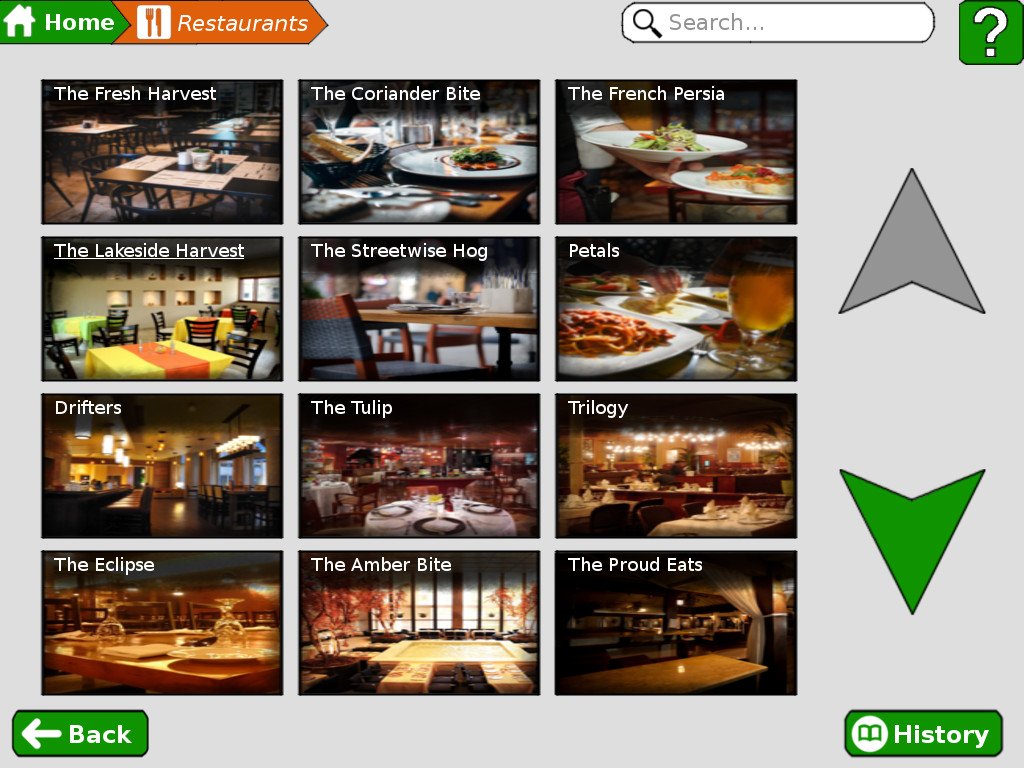 Home
Restaurants
Search...
?
The Fresh Harvest
The Coriander Bite
The French Persia
The Lakeside Harvest
The Streetwise Hog
Petals
Drifters
The Tulip
Trilogy
The Eclipse
The Amber Bite
The Proud Eats
Back
History